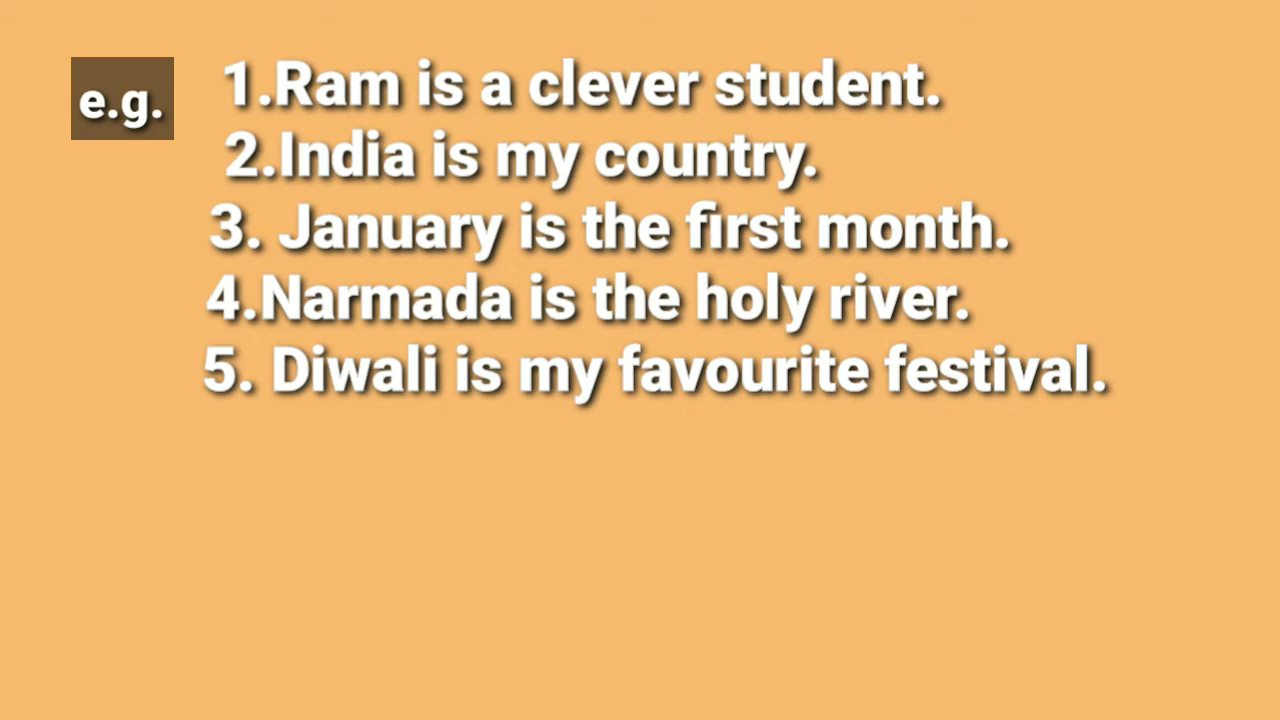 e.g. 1.Ram is a clever student.
2.India is my country.
3. January is the first month.
4.Narmada is the holy river.
5. Diwali is my favourite festival.